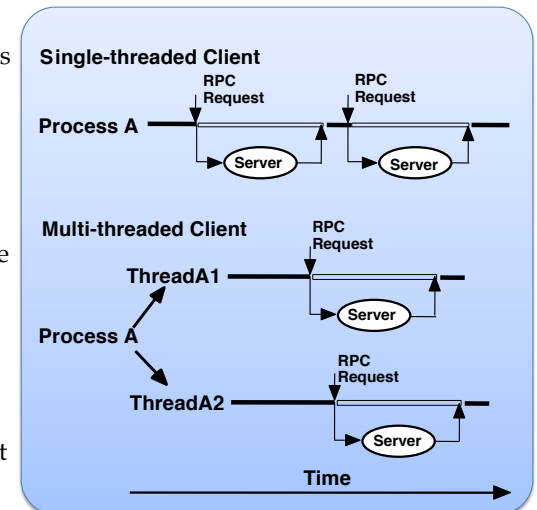 s
Single-threaded Client
RPC
Request
RPC
Request
Process A
Server
Server
Multi-threaded Client
RPC
Request
e
ThreadA1
Server
Process A
RPC
Request
ThreadA2
Server
t
Time